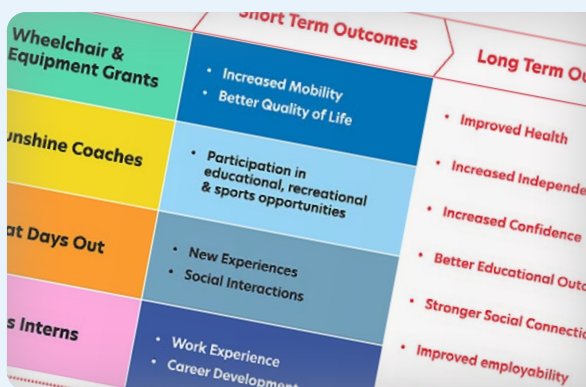 Short Term Outcomes
Long Term Ou
Wheelchair &
Equipment Grants
• Increased Mobility
• Better Quality of Life
unshine Coaches
• Participation in
educational, recreational
& sports opportunities
at Days Out
• New Experiences
• Social Interactions
s Interns
• Work Experience
• Career Development
• Improved Health
• Increased Independe
• Increased Confidence
• Better Educational Outc
• Stronger Social Connectio
• Improved employability